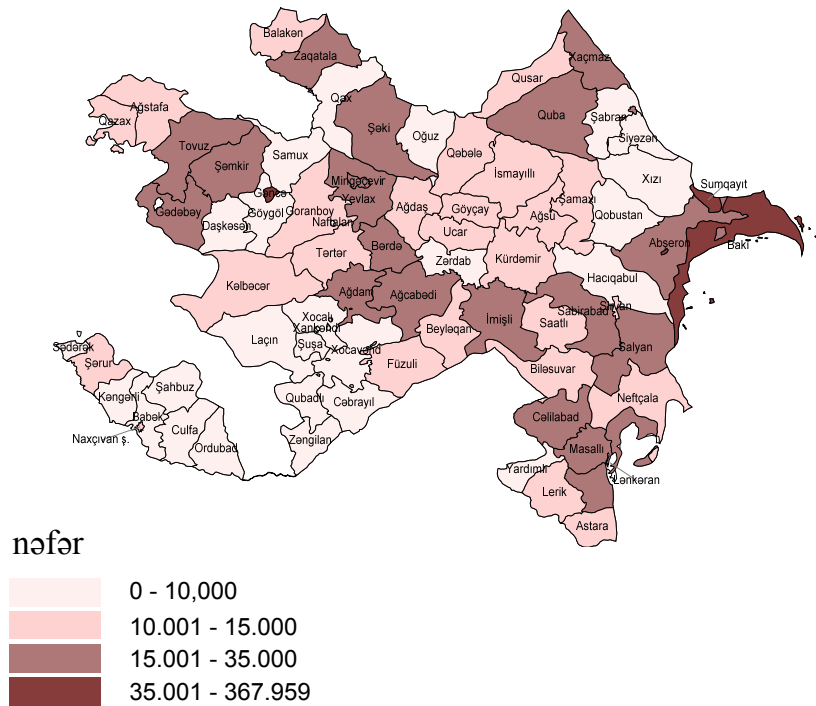 Balakən
Zaqatala
Xaçmaz
Qusar
Qax
Quba
Ağstafa
Qazax
Şabran
Şəki
Oğuz
Siyəzən
Tovuz
Samux
Qəbələ
Şəmkir
İsmayıllı
Xızı
Mingəçevir
Sumqayıt
Gəncə
Yevlax
Şamaxı
Gədəbəy
Göygöl
Goranboy
Ağdaş
Göyçay
Ağsu
Qobustan
Daşkəsən
Naftalan
Ucar
Bərdə
Abşeron
Bakı
Tərtər
Zərdab
Kürdəmir
Hacıqabul
Kəlbəcər
Ağdam
Ağcabədi
Xocalı
Şirvan
Xankəndi
İmişli
Sabirabad
Laçın
Beyləqan
Saatlı
Şuşa
Xocavənd
Salyan
Sədərək
Şərur
Füzuli
Biləsuvar
Şahbuz
Kəngərli
Qubadlı
Cəbrayıl
Neftçala
Babək
Cəlilabad
Culfa
Naxçıvan ş.
Zəngilan
Ordubad
Masallı
Yardımlı
Lənkəran
Lerik
Astara
nəfər
0 - 10,000
10.001 - 15.000
15.001 - 35.000
35.001 - 367.959